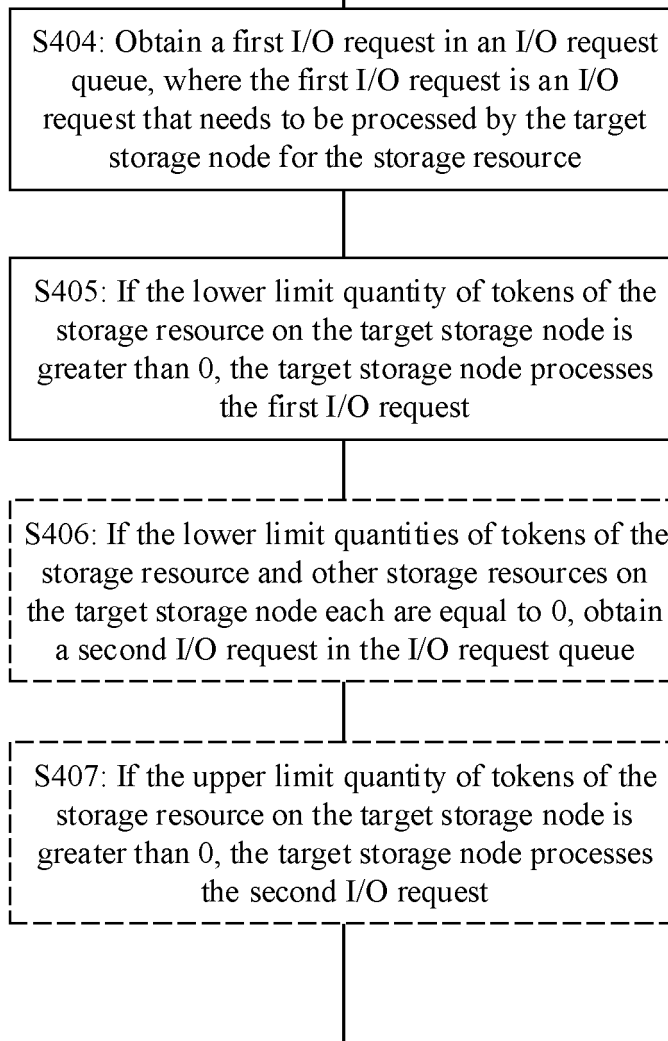 S404: Obtain a first I/O request in an I/O request
queue, where the first I/O request is an I/O
request that needs to be processed by the target
storage node for the storage resource
S405: If the lower limit quantity of tokens of the
storage resource on the target storage node is
greater than 0, the target storage node processes
the first I/O request
S406: If the lower limit quantities of tokens of the
storage resource and other storage resources on
the target storage node each are equal to 0, obtain
a second I/O request in the I/O request queue
S407: If the upper limit quantity of tokens of the
storage resource on the target storage node is
greater than 0, the target storage node processes
the second I/O request